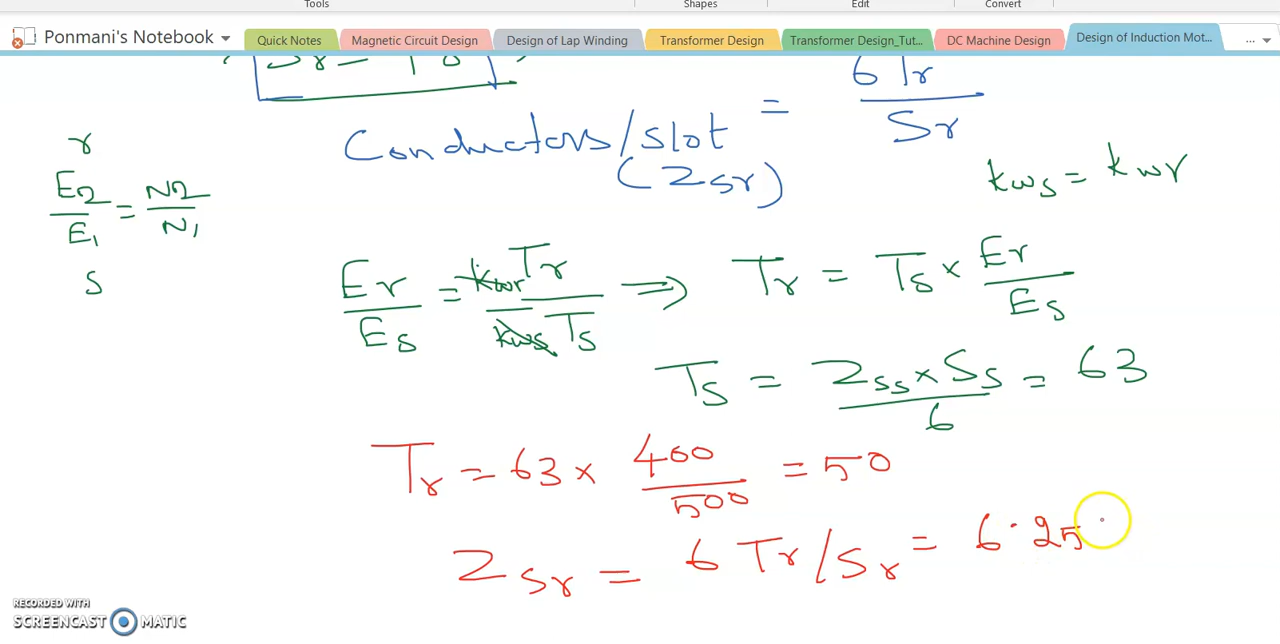 Tools Shapes Edit Convert
Ponmani's Notebook Quick Notes Magnetic Circuit Design Design of Lap Winding Transformer Design Transformer Design_Tut... DC Machine Design Design of Induction Mot... ...
6 Tr
Conductors/slot = Sr
(Zsr)
kws = kwr
r
E2 = N2
E1 N1
s
Er = kwr Tr ⇒ Tr = Ts × Er
Es kws Ts Es
Ts = Zss × Ss = 63
6
Tr = 63 × 400 = 50
500
Zsr = 6 Tr / Sr = 6.25
RECORDED WITH
SCREENCAST MATIC